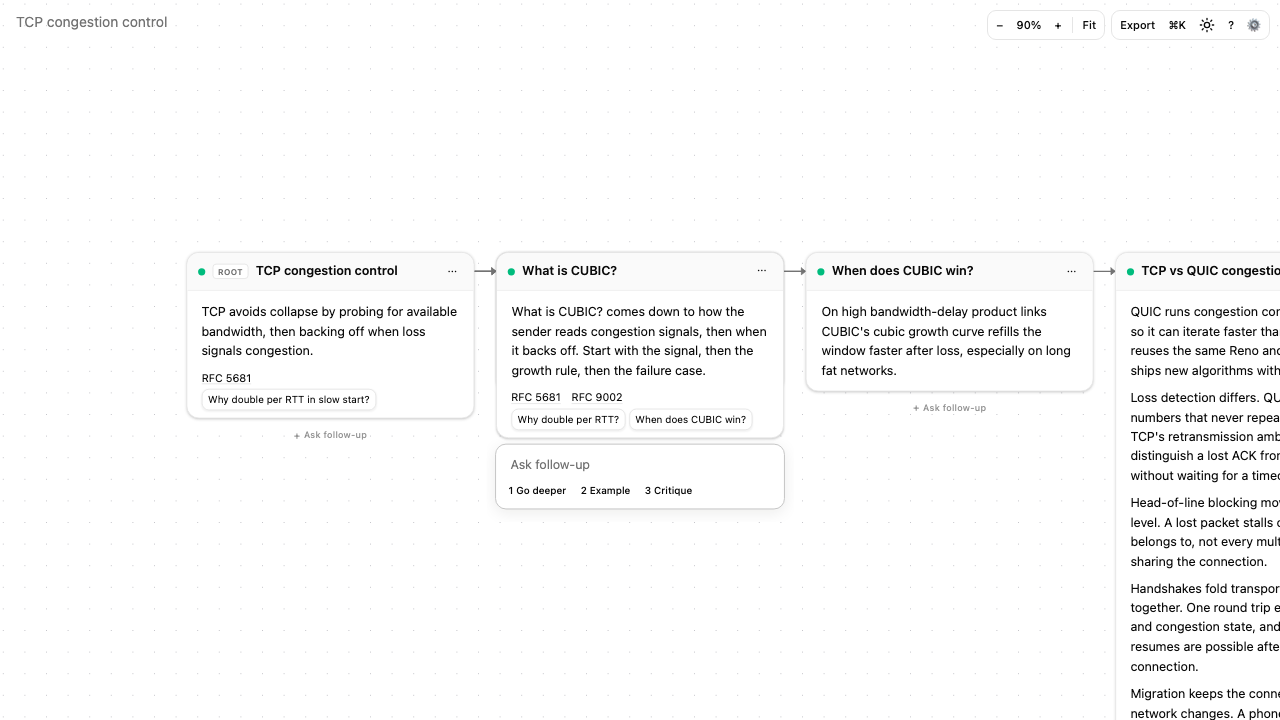 TCP congestion control
− 90% + Fit
Export ⌘K ?
ROOT TCP congestion control ...
TCP avoids collapse by probing for available
bandwidth, then backing off when loss
signals congestion.
RFC 5681
Why double per RTT in slow start?
+ Ask follow-up
What is CUBIC? ...
What is CUBIC? comes down to how the
sender reads congestion signals, then when
it backs off. Start with the signal, then the
growth rule, then the failure case.
RFC 5681 RFC 9002
Why double per RTT? When does CUBIC win?
Ask follow-up
1 Go deeper 2 Example 3 Critique
When does CUBIC win? ...
On high bandwidth-delay product links
CUBIC's cubic growth curve refills the
window faster after loss, especially on long
fat networks.
+ Ask follow-up
TCP vs QUIC congestio
QUIC runs congestion co
so it can iterate faster tha
reuses the same Reno and
ships new algorithms with
Loss detection differs. QU
numbers that never repea
TCP's retransmission amb
distinguish a lost ACK fro
without waiting for a time
Head-of-line blocking mo
level. A lost packet stalls
belongs to, not every mul
sharing the connection.
Handshakes fold transpor
together. One round trip e
and congestion state, and
resumes are possible afte
connection.
Migration keeps the conne
network changes. A phon